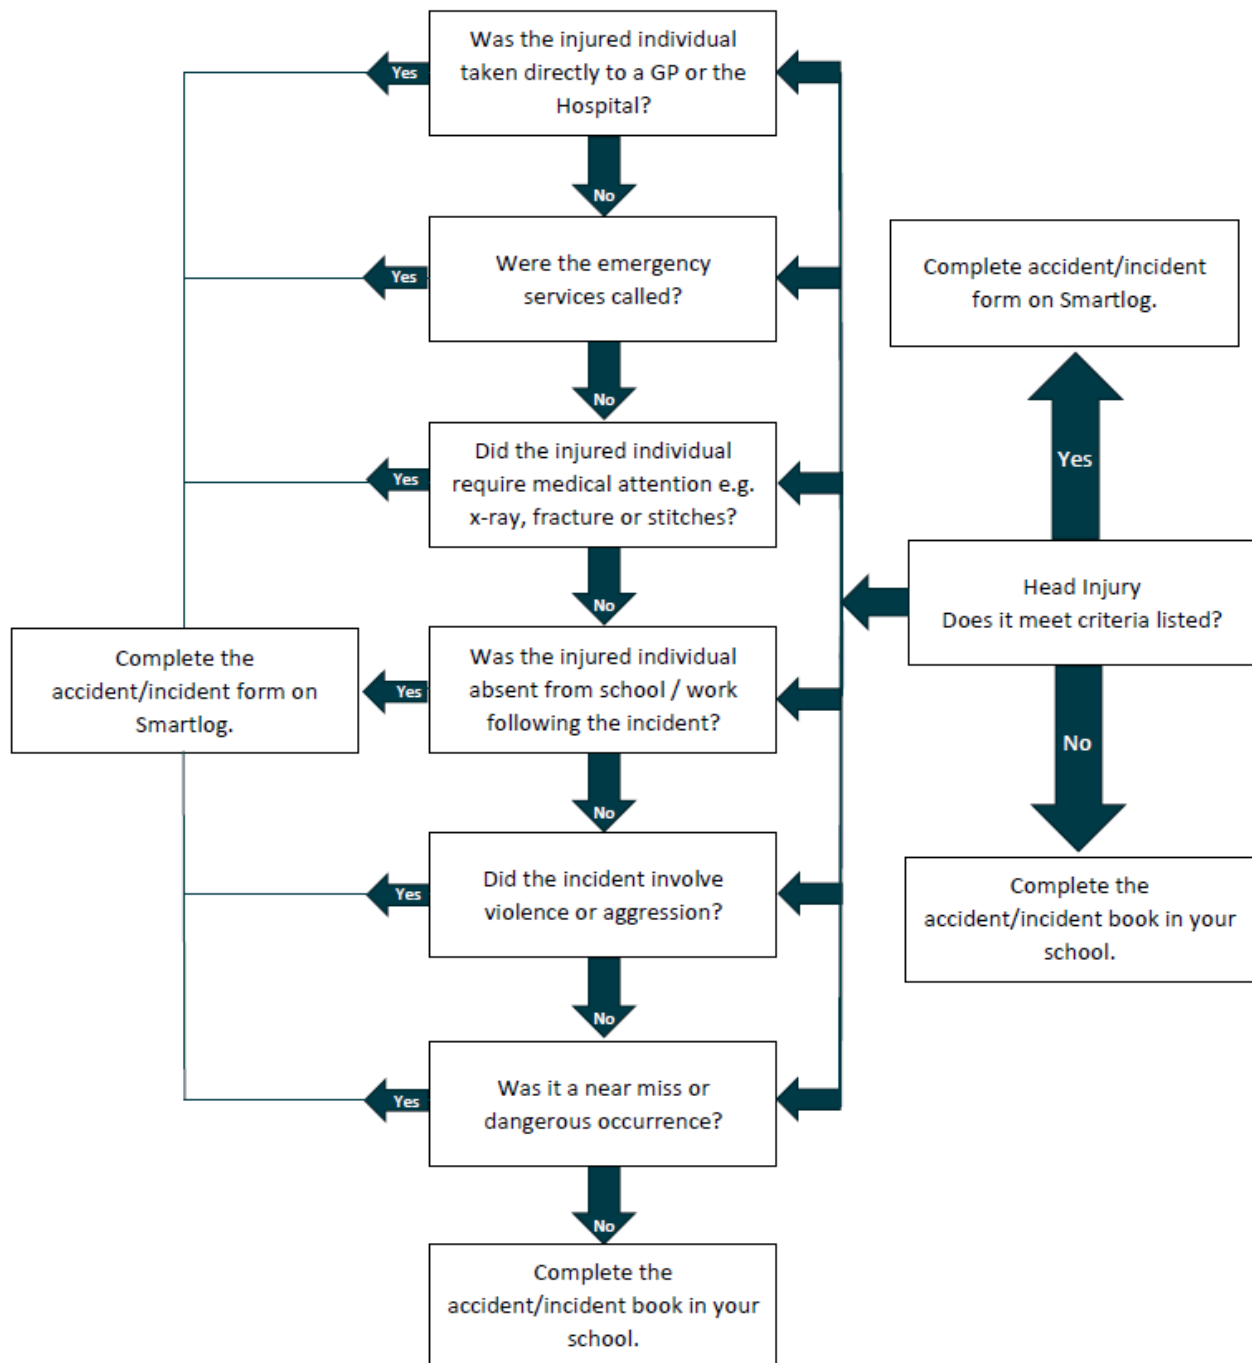 Was the injured individual
taken directly to a GP or the
Hospital?
Yes
No
Were the emergency
services called?
Yes
No
Did the injured individual
require medical attention e.g.
x-ray, fracture or stitches?
Yes
No
Was the injured individual
absent from school / work
following the incident?
Yes
No
Complete the
accident/incident form on
Smartlog.
Did the incident involve
violence or aggression?
Yes
No
Was it a near miss or
dangerous occurrence?
Yes
No
Complete the
accident/incident book in your
school.
Complete accident/incident
form on Smartlog.
Yes
Head Injury
Does it meet criteria listed?
No
Complete the
accident/incident book in your
school.